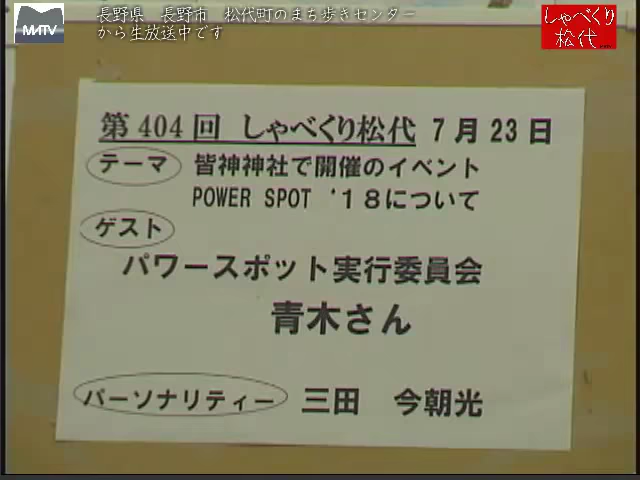 MATV
長野県 長野市 松代町のまち歩きセンター
から生放送中です
しゃべくり
松代
第404回 しゃべくり松代 7月23日
テーマ 皆神神社で開催のイベント
POWER SPOT '18について
ゲスト
パワースポット実行委員会
青木さん
パーソナリティー 三田 今朝光